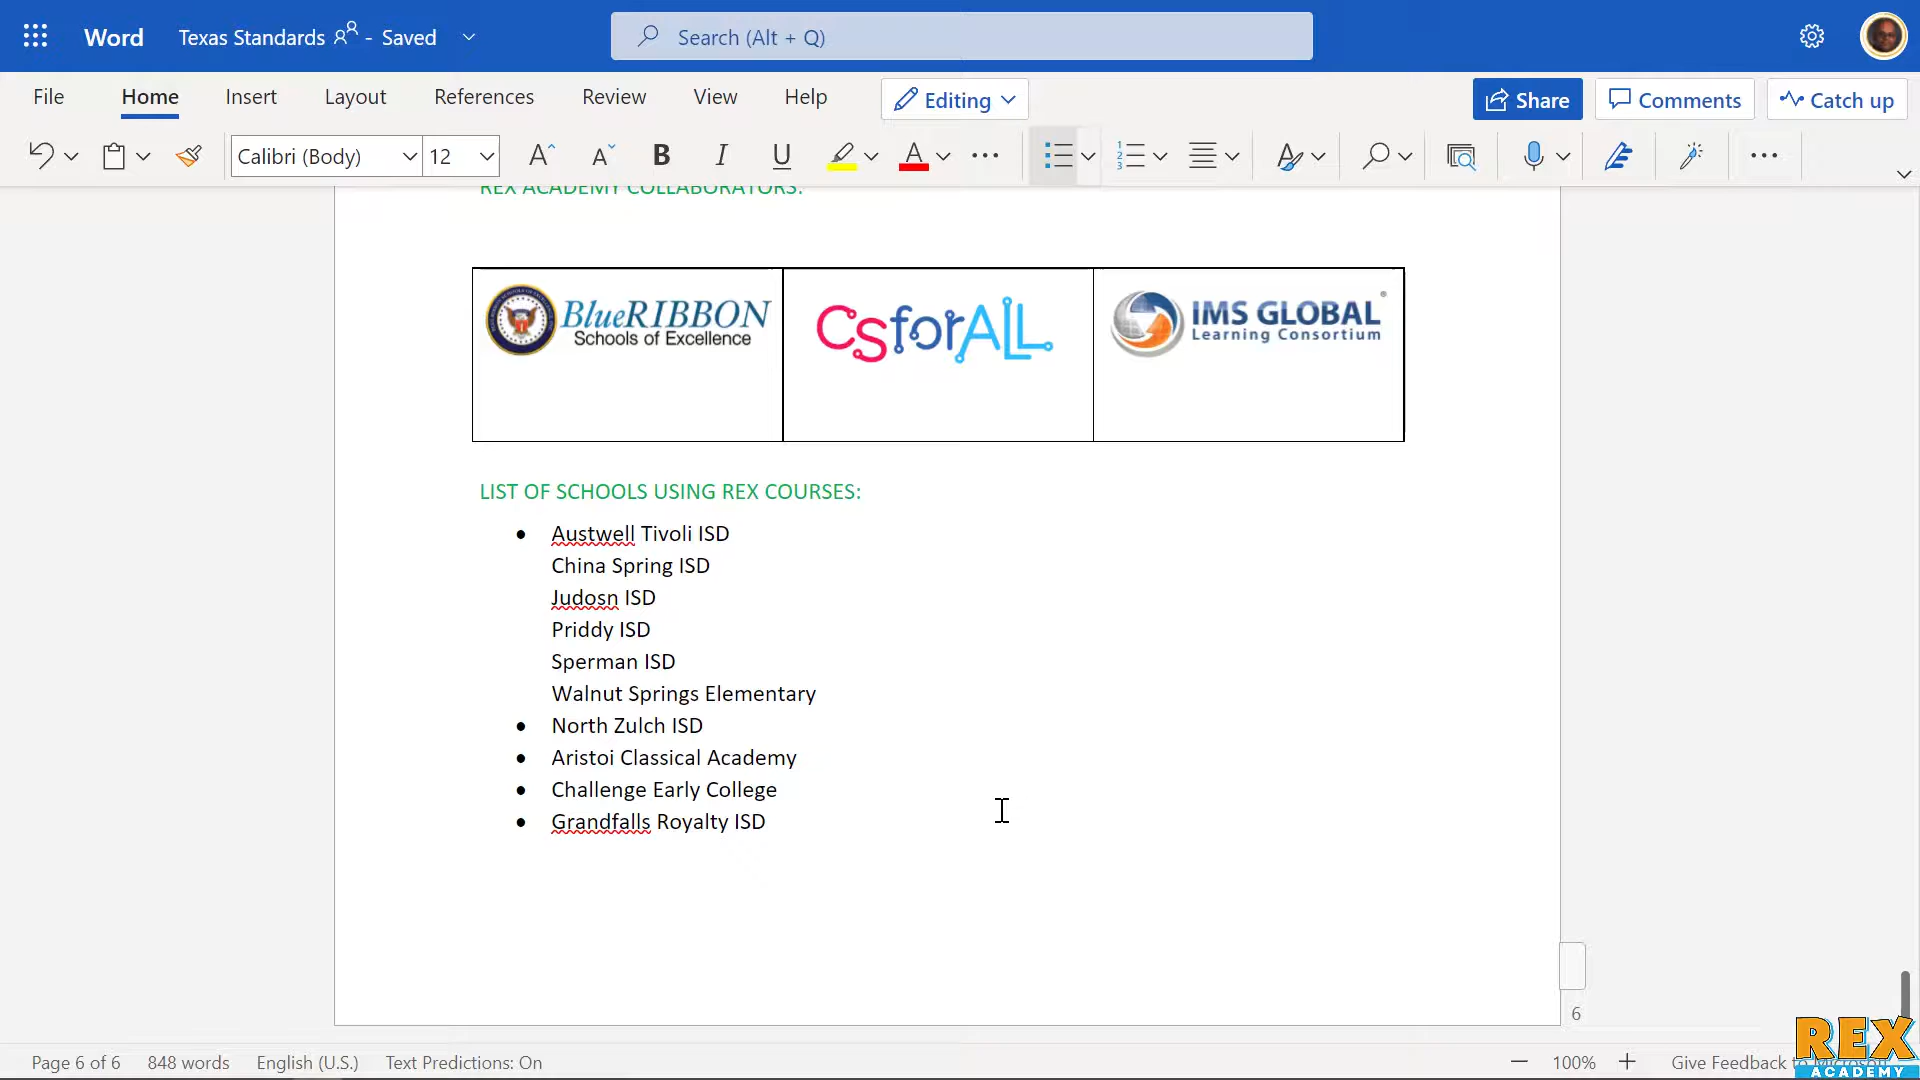 Word Texas Standards - Saved Search (Alt + Q)
File Home Insert Layout References Review View Help Editing Share Comments Catch up
Calibri (Body) 12 A A B I U A
REX ACADEMY COLLABORATORS:
BlueRIBBON
Schools of Excellence
CSforALL
IMS GLOBAL®
Learning Consortium
LIST OF SCHOOLS USING REX COURSES:
• Austwell Tivoli ISD
China Spring ISD
Judosn ISD
Priddy ISD
Sperman ISD
Walnut Springs Elementary
• North Zulch ISD
• Aristoi Classical Academy
• Challenge Early College
• Grandfalls Royalty ISD
6
Page 6 of 6 848 words English (U.S.) Text Predictions: On 100% Give Feedback to
REX
ACADEMY